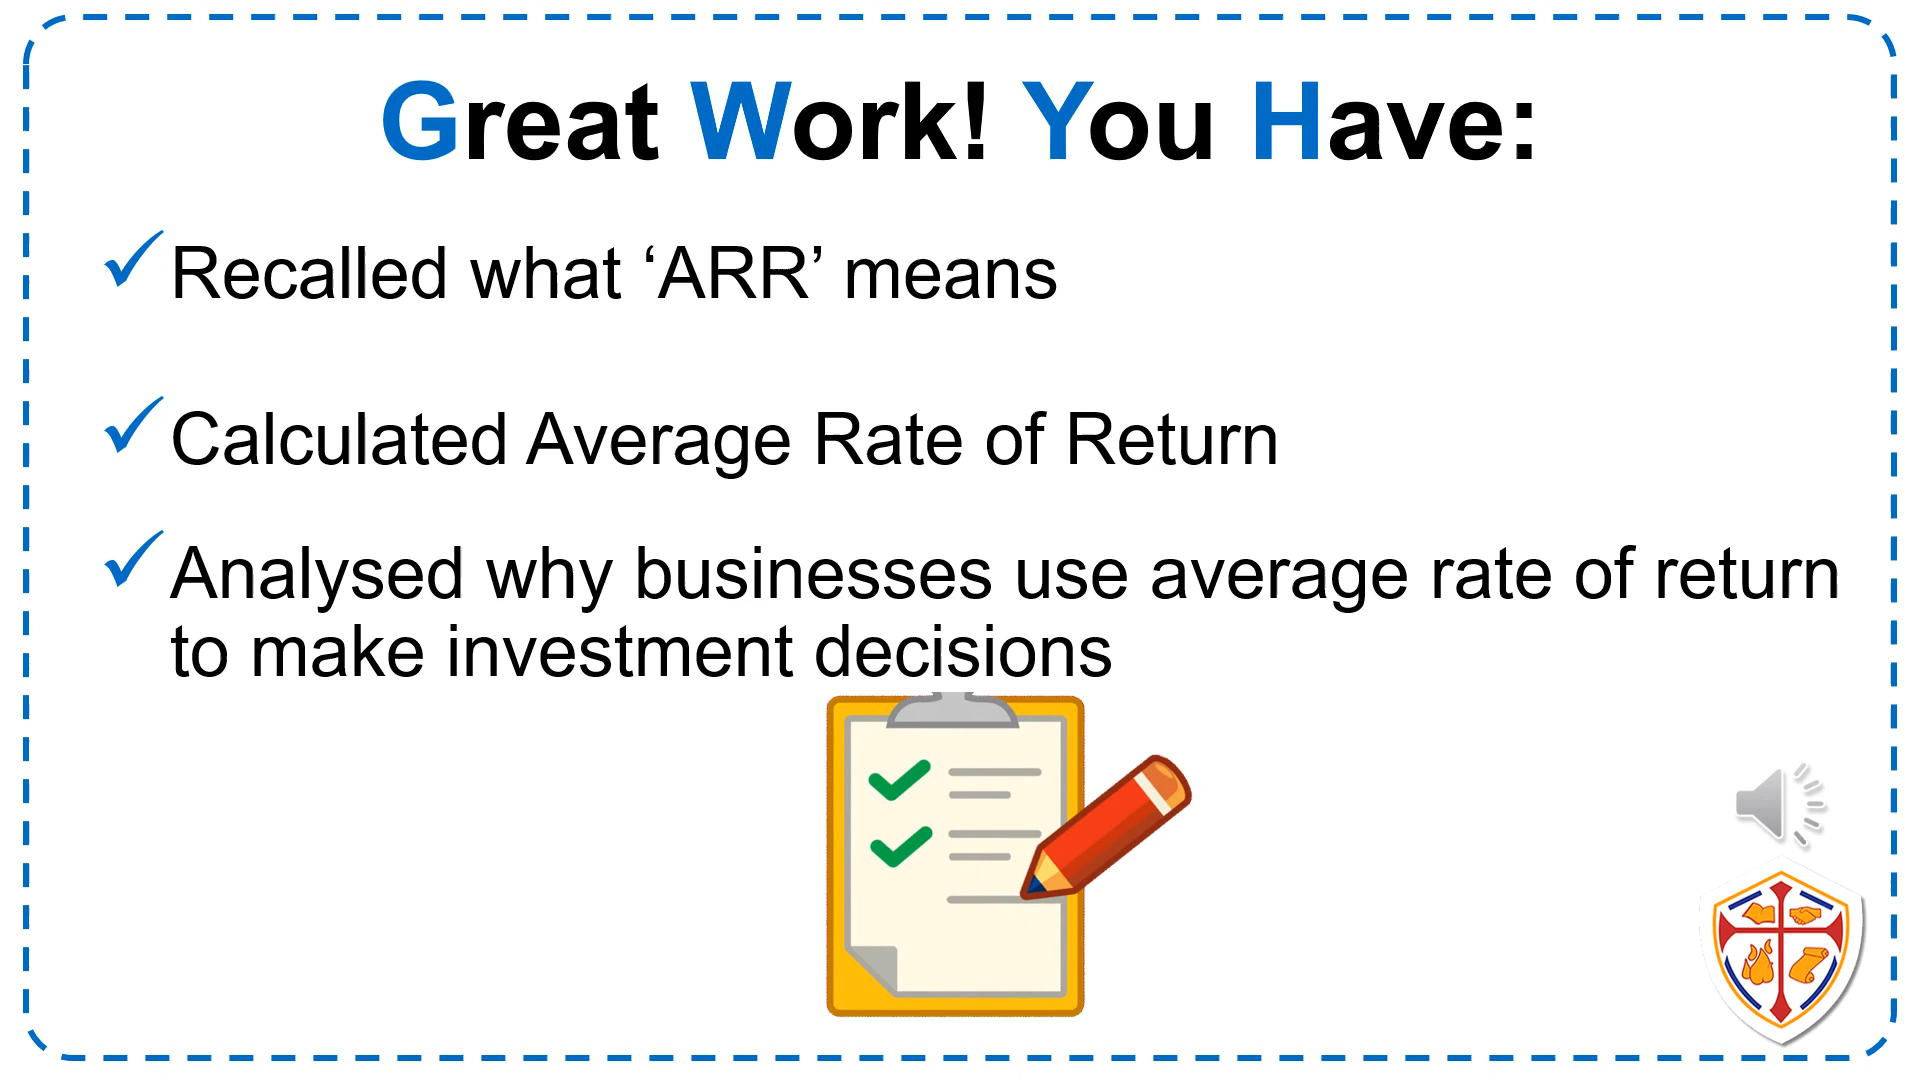 Great Work! You Have:
Recalled what ‘ARR’ means
Calculated Average Rate of Return
Analysed why businesses use average rate of return
to make investment decisions